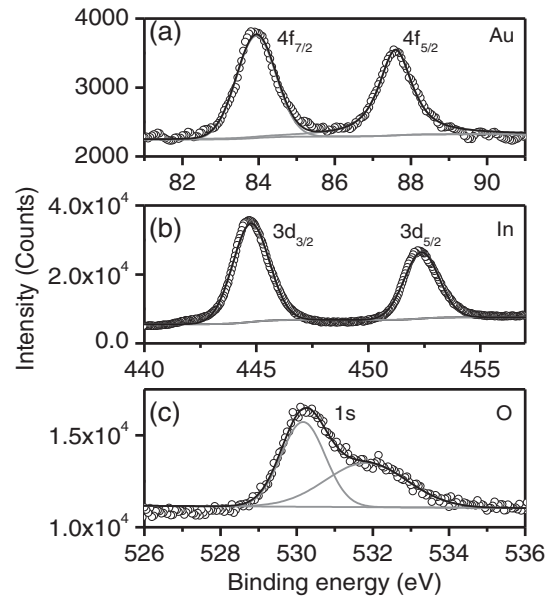 (a) 4f7/2 4f5/2 Au
4000
3000
2000
82 84 86 88 90
(b) 3d3/2 3d5/2 In
4.0x10^4
2.0x10^4
0.0
440 445 450 455
(c) 1s O
1.5x10^4
1.0x10^4
526 528 530 532 534 536
Intensity (Counts)
Binding energy (eV)